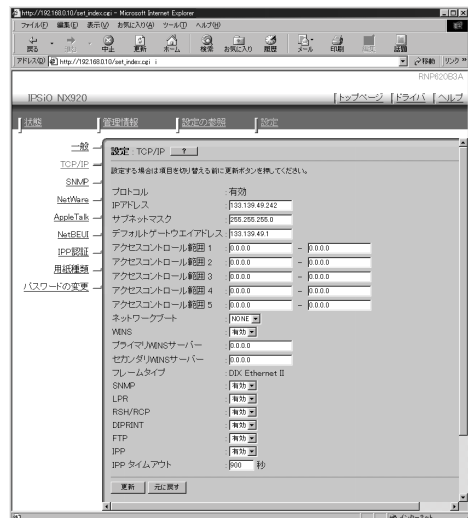 http://192.168.0.10/set_index.cgi - Microsoft Internet Explorer
ファイル(F) 編集(E) 表示(V) お気に入り(A) ツール(T) ヘルプ(H)
戻る 中止 更新 ホーム 検索 お気に入り 履歴 メール 印刷 編集 話題
アドレス(D) http://192.168.0.10/set_index.cgi 移動 リンク »
RNP620B3A
IPSiO NX920 [トップページ [ドライバ [ヘルプ
状態 管理情報 設定の参照 設定
一般
TCP/IP
SNMP
NetWare
AppleTalk
NetBEUI
IPP認証
用紙種類
パスワードの変更
設定 : TCP/IP ?
設定する場合は項目を切り替える前に更新ボタンを押してください。
プロトコル : 有効
IPアドレス : 133.139.49.242
サブネットマスク : 255.255.255.0
デフォルトゲートウエイアドレス : 133.139.49.1
アクセスコントロール範囲 1 : 0.0.0.0 - 0.0.0.0
アクセスコントロール範囲 2 : 0.0.0.0 - 0.0.0.0
アクセスコントロール範囲 3 : 0.0.0.0 - 0.0.0.0
アクセスコントロール範囲 4 : 0.0.0.0 - 0.0.0.0
アクセスコントロール範囲 5 : 0.0.0.0 - 0.0.0.0
ネットワークブート : NONE
WINS : 有効
プライマリWINSサーバー : 0.0.0.0
セカンダリWINSサーバー : 0.0.0.0
フレームタイプ : DIX Ethernet II
SNMP : 有効
LPR : 有効
RSH/RCP : 有効
DIPRINT : 有効
FTP : 有効
IPP : 有効
IPP タイムアウト : 900 秒
更新 元に戻す
インターネット